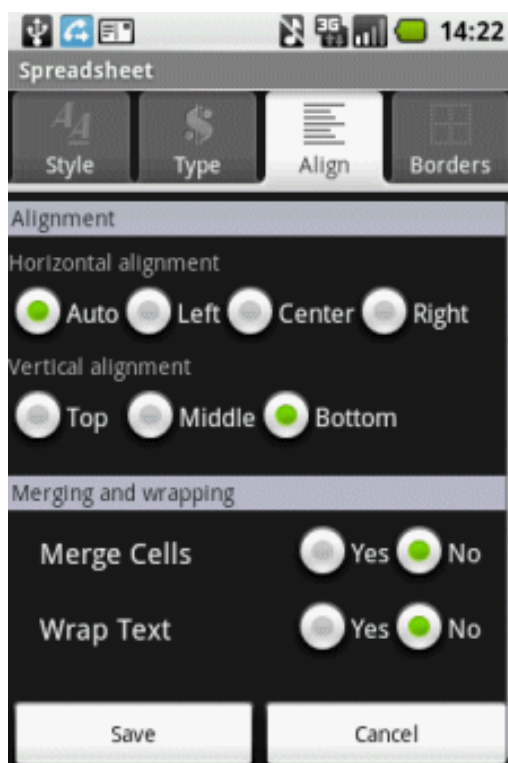 3G 14:22
Spreadsheet
Style Type Align Borders
Alignment
Horizontal alignment
Auto Left Center Right
Vertical alignment
Top Middle Bottom
Merging and wrapping
Merge Cells Yes No
Wrap Text Yes No
Save Cancel